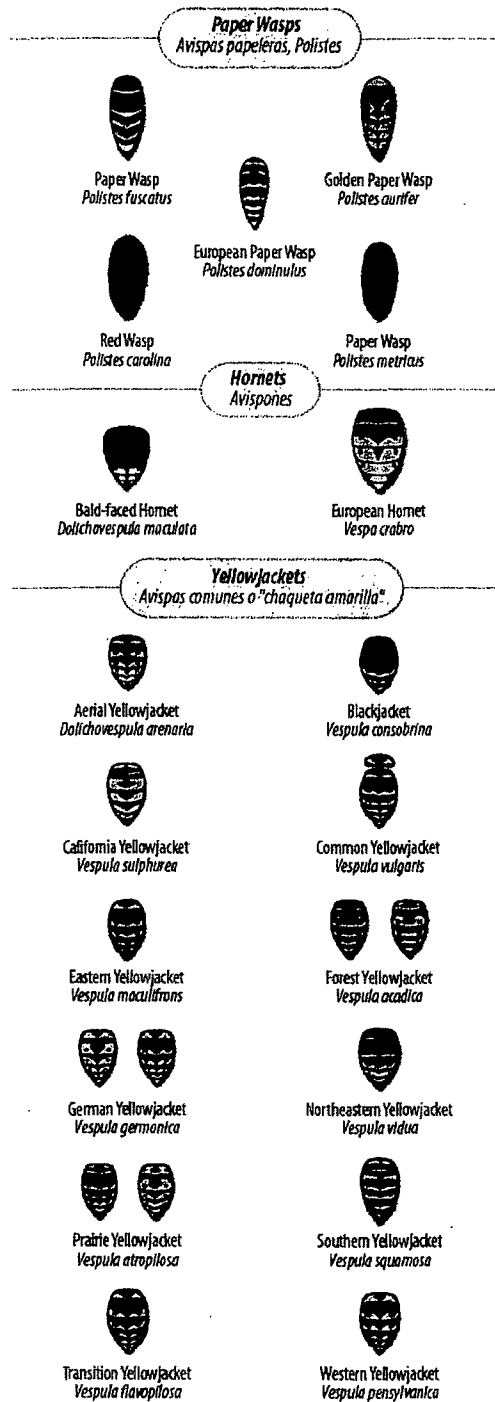 Paper Wasps
Avispas papeleras, Polistes
Paper Wasp
Polistes fuscatus
Golden Paper Wasp
Polistes aurifer
European Paper Wasp
Polistes dominulus
Red Wasp
Polistes carolina
Paper Wasp
Polistes metricus
Hornets
Avispones
Bald-faced Hornet
Dolichovespula maculata
European Hornet
Vespa crabro
Yellowjackets
Avispas comunes o "chaqueta amarilla"
Aerial Yellowjacket
Dolichovespula arenaria
Blackjacket
Vespula consobrina
California Yellowjacket
Vespula sulphurea
Common Yellowjacket
Vespula vulgaris
Eastern Yellowjacket
Vespula maculifrons
Forest Yellowjacket
Vespula acadica
German Yellowjacket
Vespula germanica
Northeastern Yellowjacket
Vespula vidua
Prairie Yellowjacket
Vespula atropilosa
Southern Yellowjacket
Vespula squamosa
Transition Yellowjacket
Vespula flavopilosa
Western Yellowjacket
Vespula pensylvanica